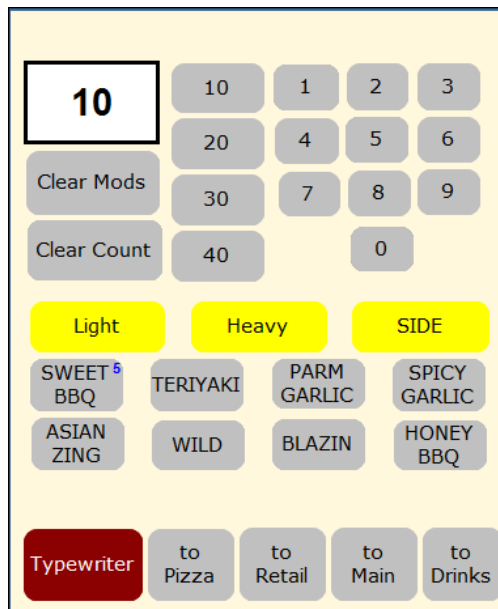 10
10 1 2 3
20 4 5 6
Clear Mods
30 7 8 9
Clear Count
40 0
Light Heavy SIDE
SWEET 5
BBQ
TERIYAKI
PARM
GARLIC
SPICY
GARLIC
ASIAN
ZING
WILD
BLAZIN
HONEY
BBQ
Typewriter
to
Pizza
to
Retail
to
Main
to
Drinks